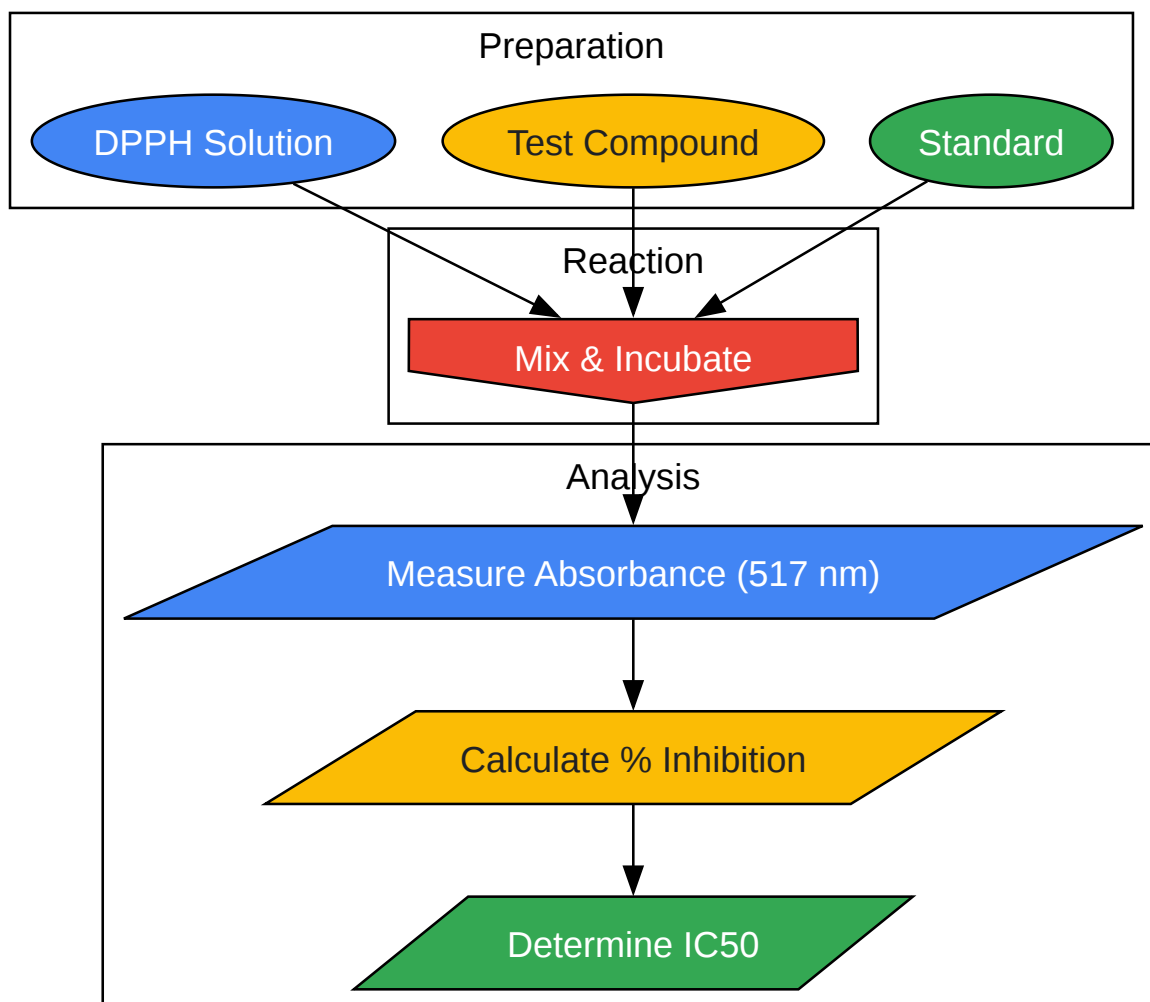 Preparation
DPPH Solution
Test Compound
Standard
Reaction
Mix & Incubate
Analysis
Measure Absorbance (517 nm)
Calculate % Inhibition
Determine IC50